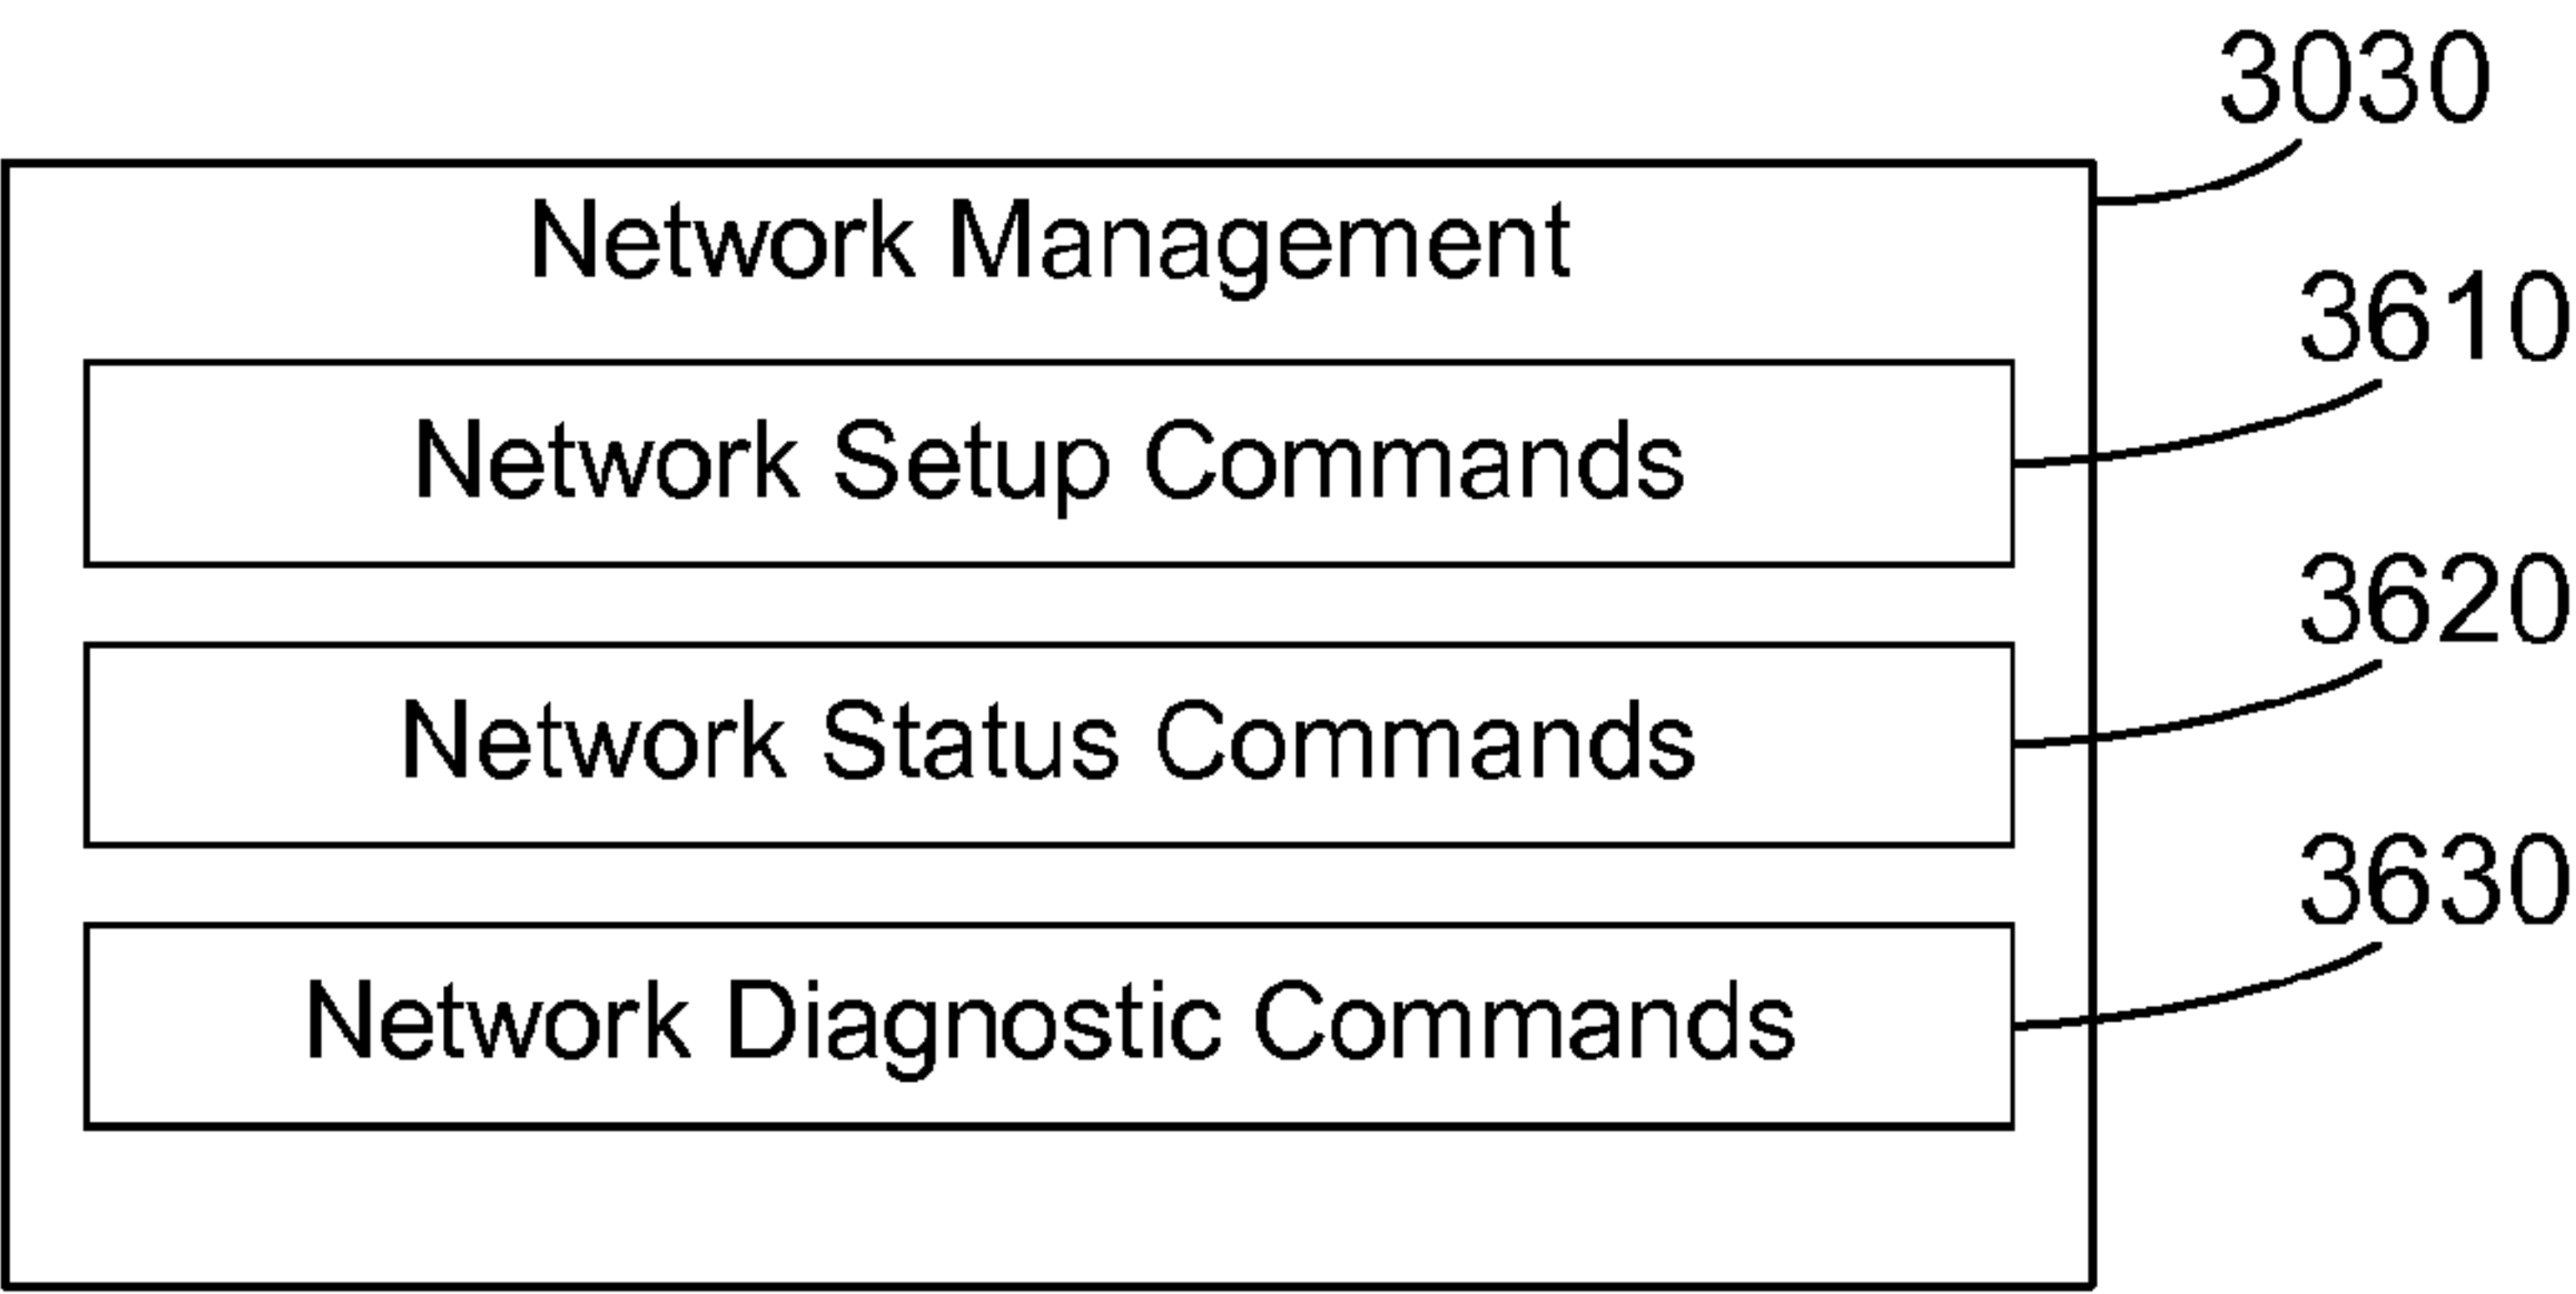 3030
Network Management
3610
Network Setup Commands
3620
Network Status Commands
3630
Network Diagnostic Commands